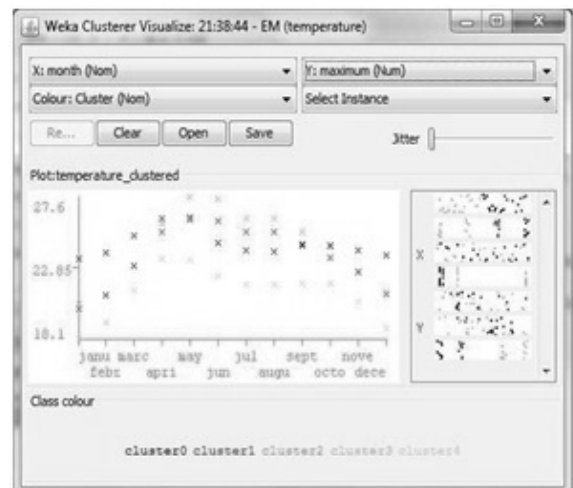 Weka Clusterer Visualize: 21:38:44 - EM (temperature)
X: month (Nom)
Y: maximum (Num)
Colour: Cluster (Nom)
Select Instance
Re...
Clear
Open
Save
Jitter
Plot:temperature_clustered
27.6
22.85
18.1
X
Y
janu marc may jul sept nove
febr apri jun augu octo dece
Class colour
cluster0 cluster1 cluster2 cluster3 cluster4